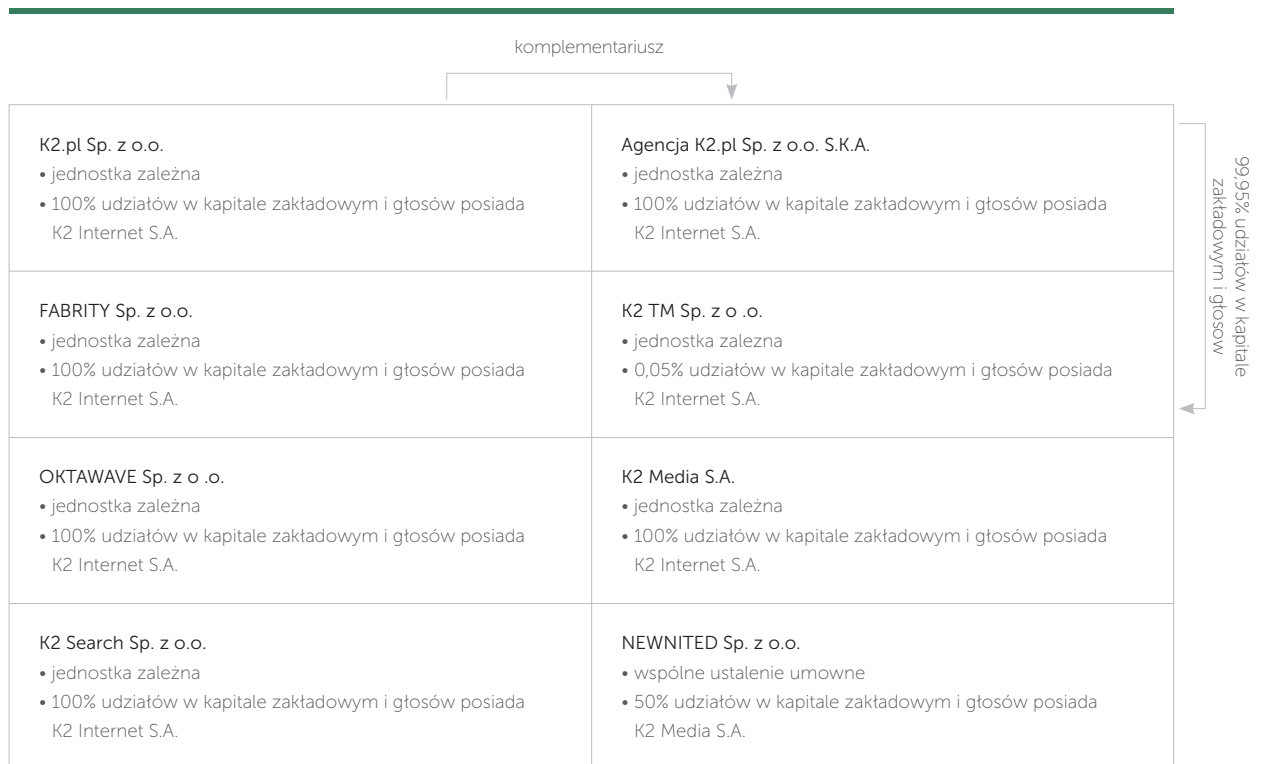 komplementariusz
K2.pl Sp. z o.o.
• jednostka zależna
• 100% udziałów w kapitale zakładowym i głosów posiada
K2 Internet S.A.
Agencja K2.pl Sp. z o.o. S.K.A.
• jednostka zależna
• 100% udziałów w kapitale zakładowym i głosów posiada
K2 Internet S.A.
99,95% udziałów w kapitale
zakładowym i głosow
FABRITY Sp. z o.o.
• jednostka zależna
• 100% udziałów w kapitale zakładowym i głosów posiada
K2 Internet S.A.
K2 TM Sp. z o .o.
• jednostka zalezna
• 0,05% udziałów w kapitale zakładowym i głosów posiada
K2 Internet S.A.
OKTAWAVE Sp. z o .o.
• jednostka zależna
• 100% udziałów w kapitale zakładowym i głosów posiada
K2 Internet S.A.
K2 Media S.A.
• jednostka zależna
• 100% udziałów w kapitale zakładowym i głosów posiada
K2 Internet S.A.
K2 Search Sp. z o.o.
• jednostka zależna
• 100% udziałów w kapitale zakładowym i głosów posiada
K2 Internet S.A.
NEWNITED Sp. z o.o.
• wspólne ustalenie umowne
• 50% udziałów w kapitale zakładowym i głosów posiada
K2 Media S.A.